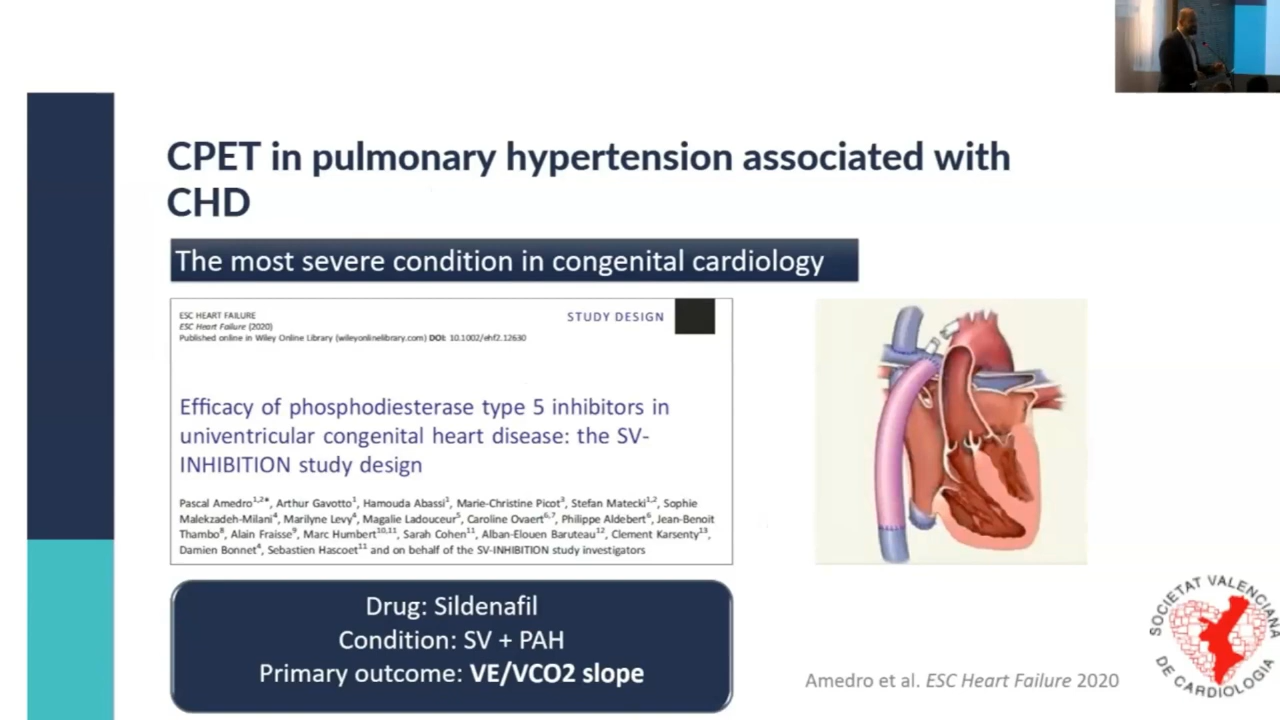 CPET in pulmonary hypertension associated with
CHD
The most severe condition in congenital cardiology
ESC HEART FAILURE
ESC Heart Failure (2020)
Published online in Wiley Online Library (wileyonlinelibrary.com) DOI: 10.1002/ehf2.12630
STUDY DESIGN
Efficacy of phosphodiesterase type 5 inhibitors in
univentricular congenital heart disease: the SV-
INHIBITION study design
Pascal Amedro1,2*, Arthur Gavotto1, Hamouda Abassi1, Marie-Christine Picot3, Stefan Matecki1,2, Sophie
Malekzadeh-Milani4, Marilyne Levy4, Magalie Ladouceur5, Caroline Ovaert6,7, Philippe Aldebert6, Jean-Benoit
Thambo8, Alain Fraisse9, Marc Humbert10,11, Sarah Cohen11, Alban-Elouen Baruteau12, Clement Karsenty13,
Damien Bonnet4, Sebastien Hascoet11 and on behalf of the SV-INHIBITION study investigators
Drug: Sildenafil
Condition: SV + PAH
Primary outcome: VE/VCO2 slope
Amedro et al. ESC Heart Failure 2020
SOCIETAT VALENCIANA
DE CARDIOLOGIA